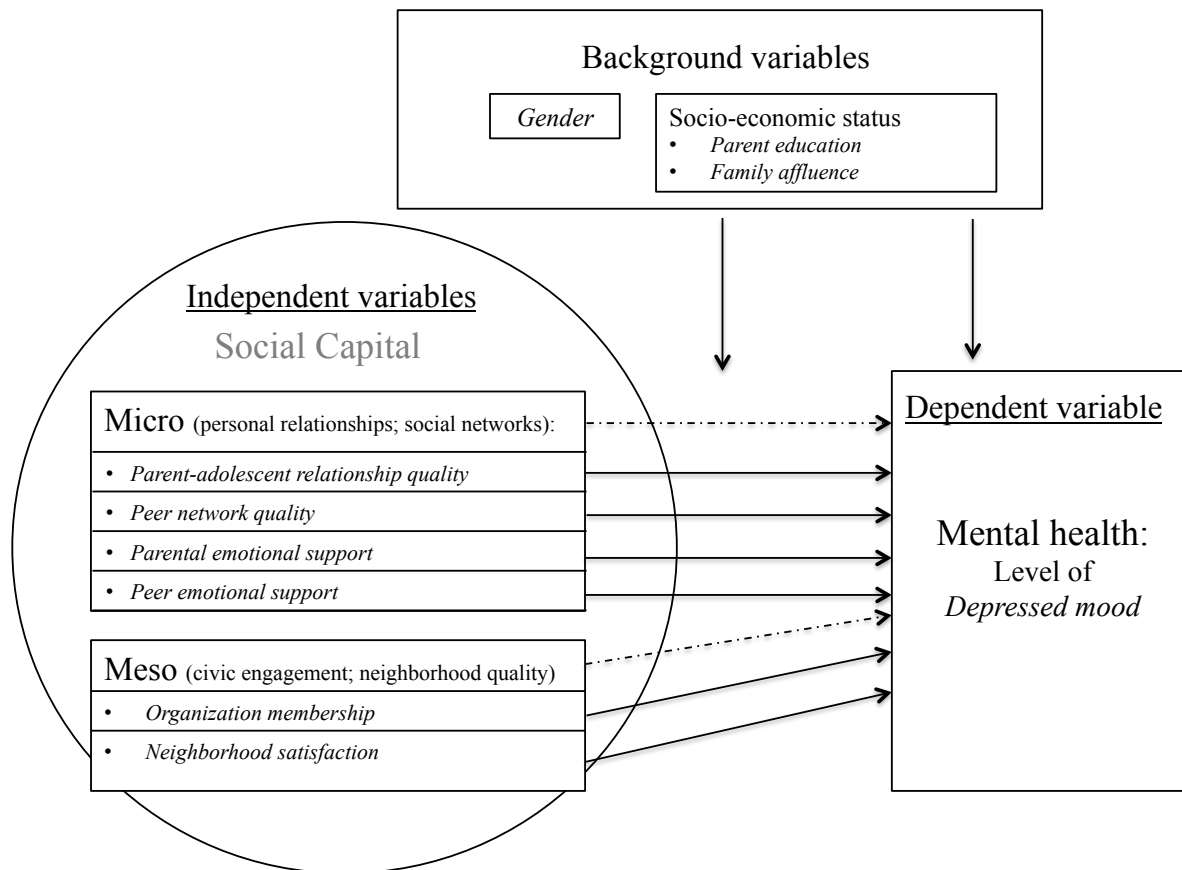 Background variables
Gender
Socio-economic status
• Parent education
• Family affluence
Independent variables
Social Capital
Micro (personal relationships; social networks):
• Parent-adolescent relationship quality
• Peer network quality
• Parental emotional support
• Peer emotional support
Meso (civic engagement; neighborhood quality)
• Organization membership
• Neighborhood satisfaction
Dependent variable
Mental health:
Level of
Depressed mood